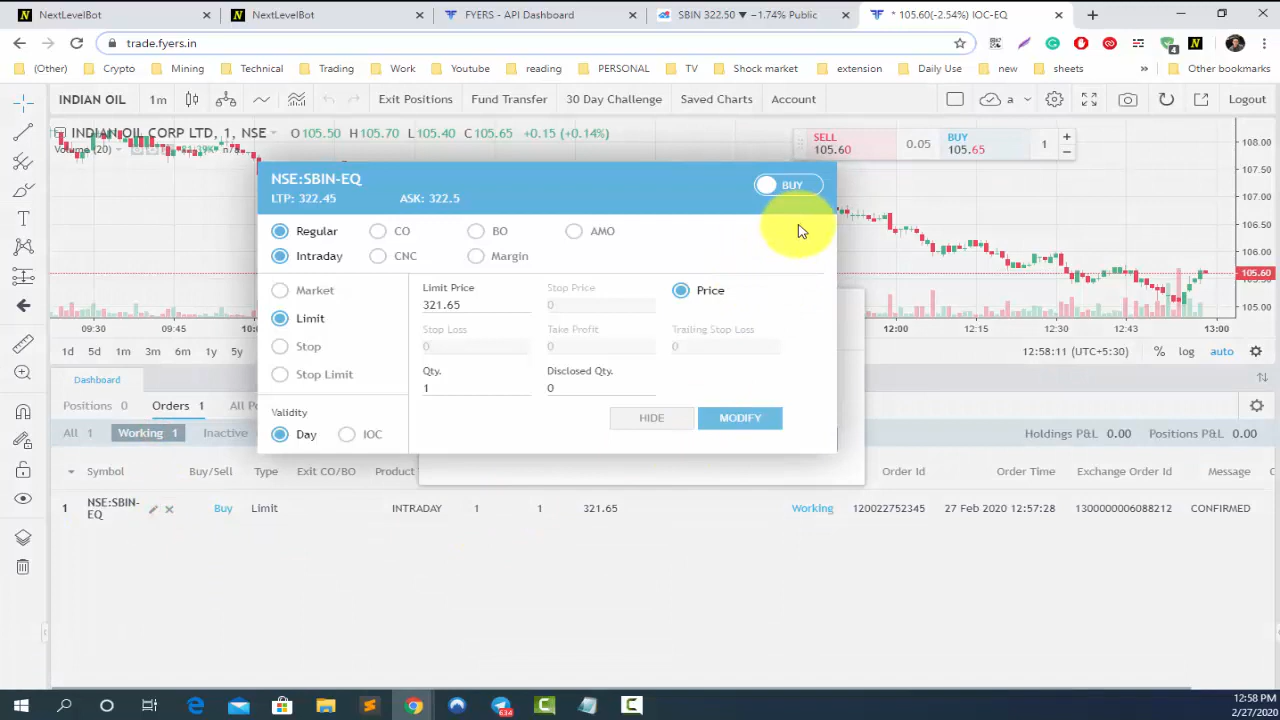 NextLevelBot
NextLevelBot
FYERS - API Dashboard
SBIN 322.50 ▼ −1.74% Public
* 105.60(-2.54%) IOC-EQ
trade.fyers.in
4
(Other) Crypto Mining Technical Trading Work Youtube reading PERSONAL TV Shock market extension Daily Use new sheets » Other bookmarks
INDIAN OIL 1m Exit Positions Fund Transfer 30 Day Challenge Saved Charts Account a Logout
INDIAN OIL CORP LTD, 1, NSE O105.50 H105.70 L105.40 C105.65 +0.15 (+0.14%)
Volume (20) n/a
SELL
105.60
0.05
BUY
105.65
1
108.00
107.50
107.00
106.50
106.00
105.60
105.00
NSE:SBIN-EQ
BUY
LTP: 322.45 ASK: 322.5
Regular CO BO AMO
Intraday CNC Margin
Market
Limit
Stop
Stop Limit
Limit Price
321.65
Stop Price
0
Price
Stop Loss
0
Take Profit
0
Trailing Stop Loss
0
Qty.
1
Disclosed Qty.
0
HIDE MODIFY
Validity
Day IOC
09:30 09:45 12:00 12:15 12:30 12:45 13:00
5d 1m 3m 6m 1y 5y
1d
12:58:11 (UTC+5:30) % log auto
Dashboard
Positions 0 Orders 1
All 1 Working 1 Inactive
Holdings P&L 0.00 Positions P&L 0.00
Symbol Buy/Sell Type Exit CO/BO Product Order Id Order Time Exchange Order Id Message
1 NSE:SBIN-EQ Buy Limit INTRADAY 1 1 321.65 Working 120022752345 27 Feb 2020 12:57:28 1300000006088212 CONFIRMED
634
12:58 PM
2/27/2020